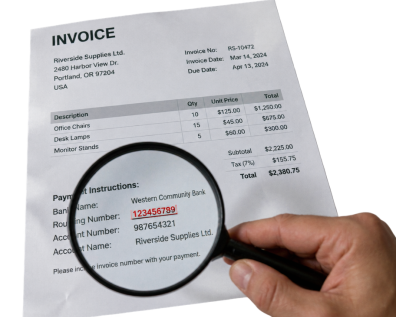 INVOICE
Riverside Supplies Ltd.
2480 Harbor View Dr.
Portland, OR 97204
USA
Invoice No: RS-10472
Invoice Date: Mar 14, 2024
Due Date: Apr 13, 2024
Description Qty Unit Price Total
Office Chairs 10 $125.00 $1,250.00
Desk Lamps 15 $45.00 $675.00
Monitor Stands 5 $60.00 $300.00
Subtotal $2,225.00
Tax (7%) $155.75
Total $2,380.75
Instructions:
Name: Western Community Bank
Number: 123456789
Number: 987654321
Account Name: Riverside Supplies Ltd.
Please invoice number with your payment.